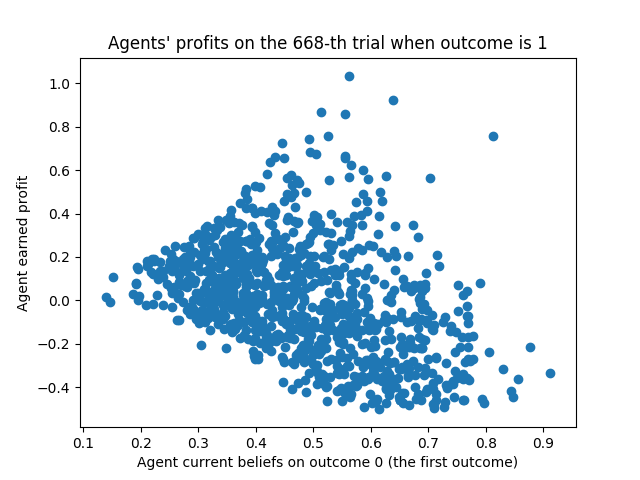 Agents' profits on the 668-th trial when outcome is 1
1.0
0.8
0.6
0.4
0.2
0.0
−0.2
−0.4
Agent earned profit
0.1 0.2 0.3 0.4 0.5 0.6 0.7 0.8 0.9
Agent current beliefs on outcome 0 (the first outcome)